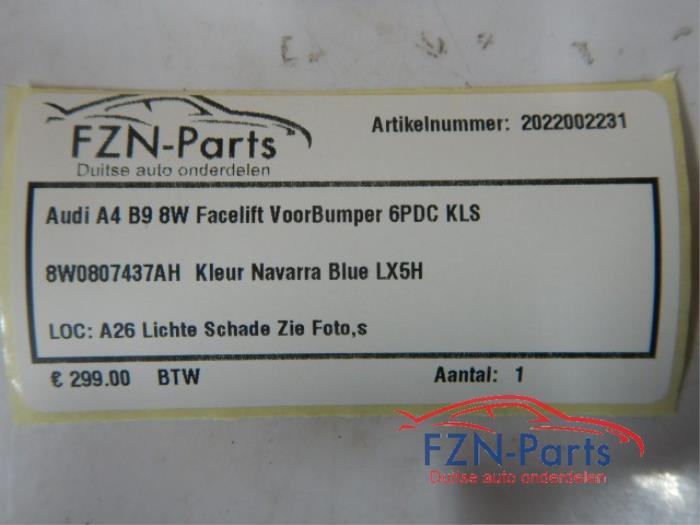 FZN-Parts
Duitse auto onderdelen
Artikelnummer: 2022002231
Audi A4 B9 8W Facelift VoorBumper 6PDC KLS
8W0807437AH Kleur Navarra Blue LX5H
LOC: A26 Lichte Schade Zie Foto,s
€ 299.00 BTW Aantal: 1
FZN-Parts
Duitse auto onderdelen